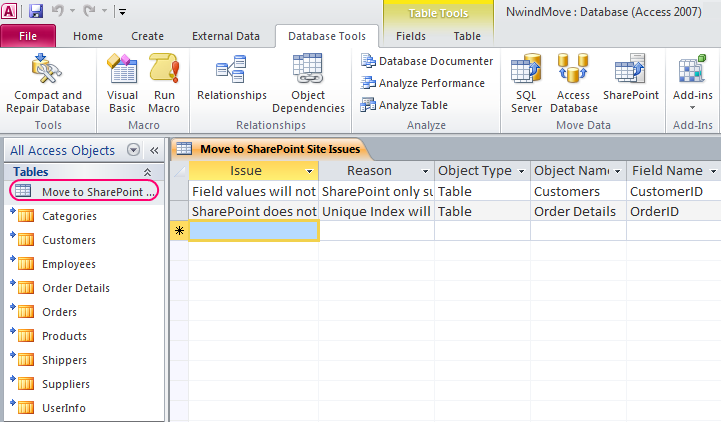 Table Tools NwindMove : Database (Access 2007)
File Home Create External Data Database Tools Fields Table
Compact and Repair Database
Tools
Visual Basic
Run Macro
Macro
Relationships
Object Dependencies
Relationships
Database Documenter
Analyze Performance
Analyze Table
Analyze
SQL Server
Access Database
SharePoint
Move Data
Add-ins
Add-Ins
All Access Objects
Tables
Move to SharePoint ...
Categories
Customers
Employees
Order Details
Orders
Products
Shippers
Suppliers
UserInfo
Move to SharePoint Site Issues
Issue Reason Object Type Object Nam Field Name
Field values will not SharePoint only su Table Customers CustomerID
SharePoint does not Unique Index will Table Order Details OrderID